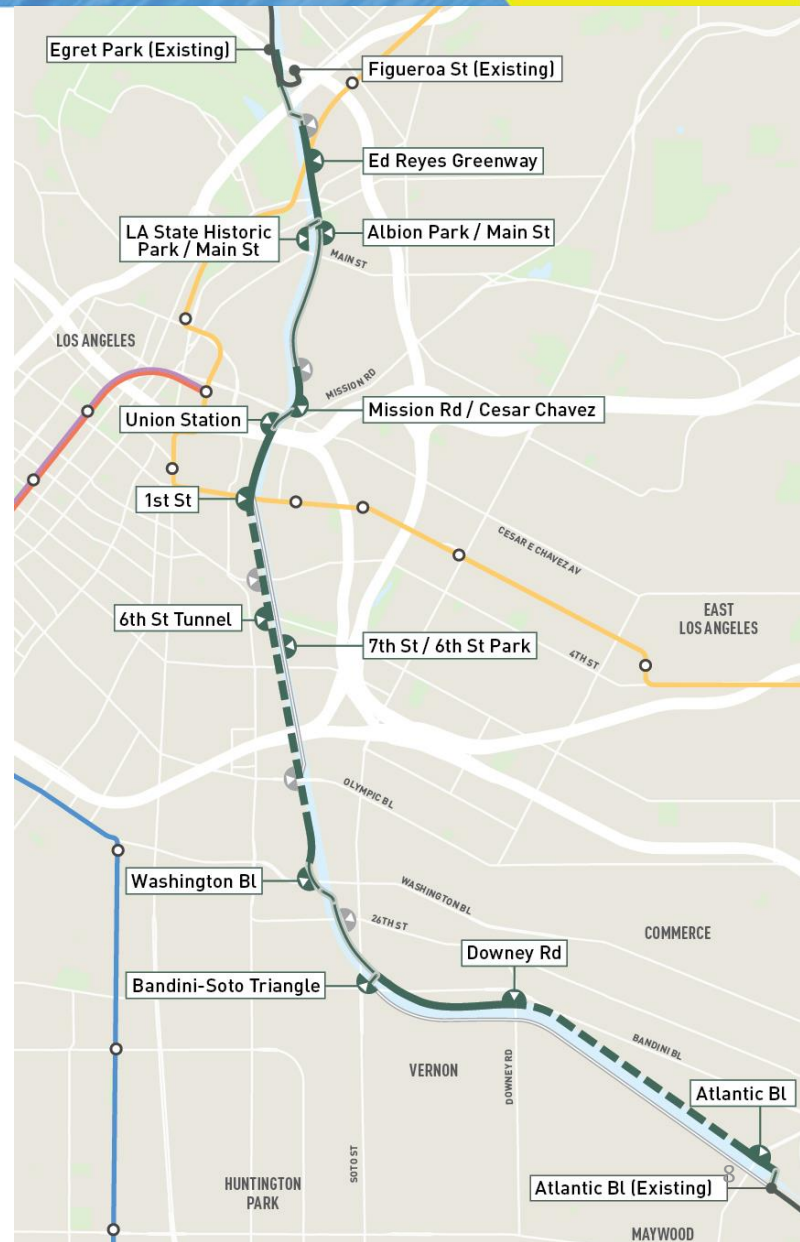 Egret Park (Existing)
Figueroa St (Existing)
Ed Reyes Greenway
LA State Historic
Park / Main St
Albion Park / Main St
MAIN ST
LOS ANGELES
MISSION RD
Mission Rd / Cesar Chavez
Union Station
1st St
CESAR E CHAVEZ AV
EAST
LOS ANGELES
6th St Tunnel
7th St / 6th St Park
4TH ST
OLYMPIC BL
Washington Bl
WASHINGTON BL
26TH ST
COMMERCE
Downey Rd
Bandini-Soto Triangle
BANDINI BL
VERNON
DOWNEY RD
Atlantic Bl
SOTO ST
8
Atlantic Bl (Existing)
HUNTINGTON
PARK
MAYWOOD